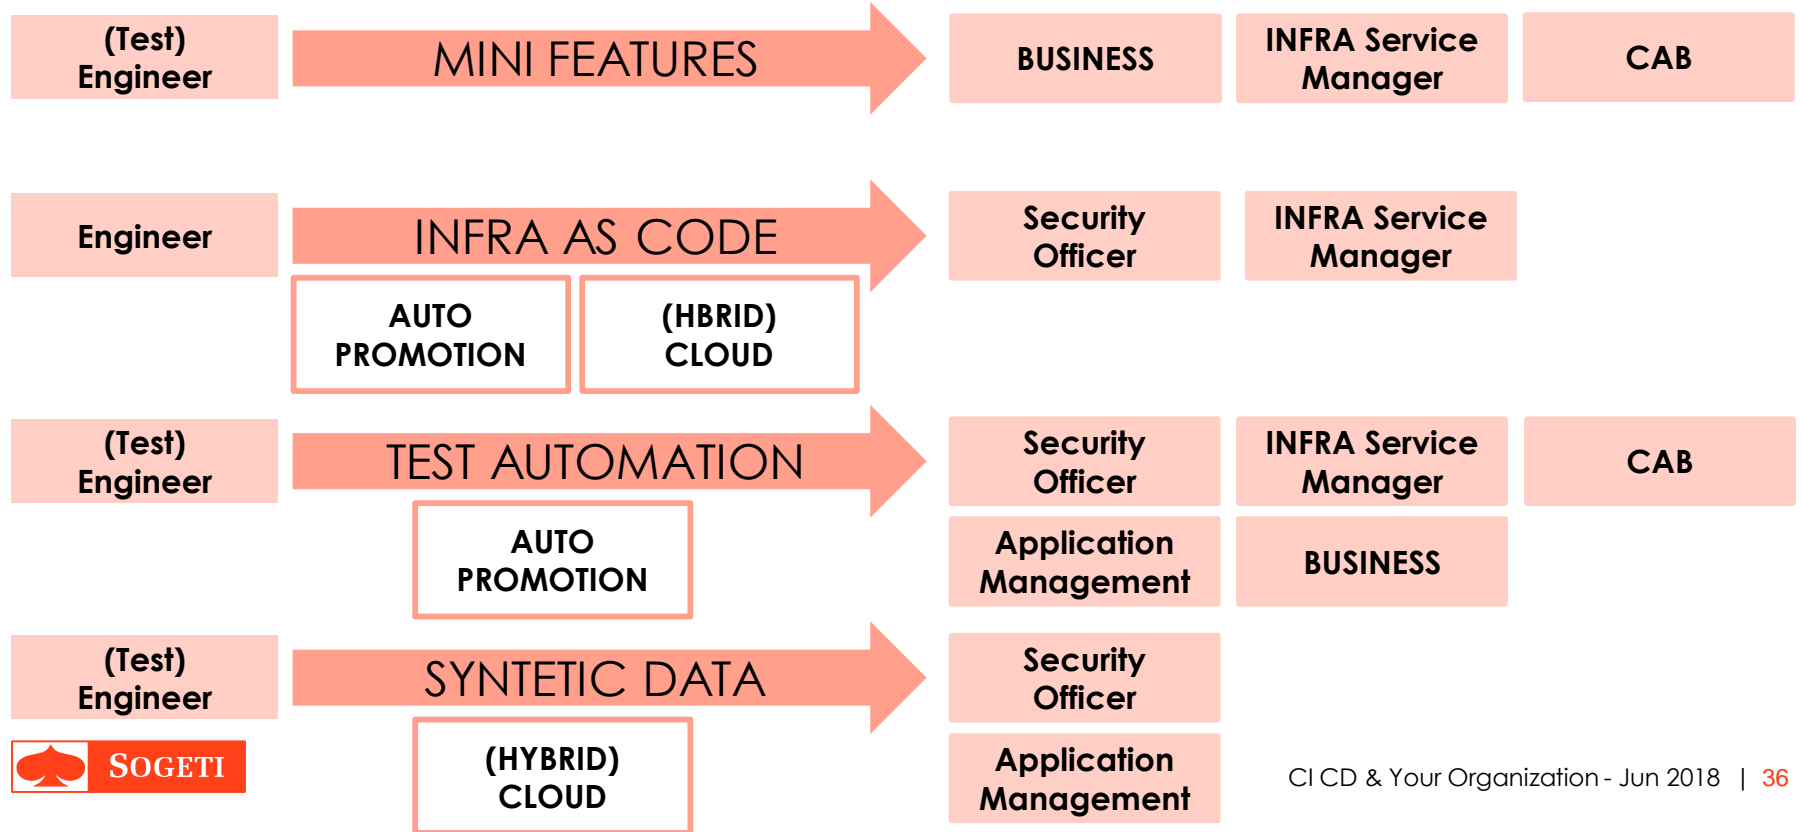 (Test)
Engineer
MINI FEATURES
BUSINESS
INFRA Service
Manager
CAB
Engineer
INFRA AS CODE
Security
Officer
INFRA Service
Manager
AUTO
PROMOTION
(HBRID)
CLOUD
(Test)
Engineer
TEST AUTOMATION
Security
Officer
INFRA Service
Manager
CAB
AUTO
PROMOTION
Application
Management
BUSINESS
(Test)
Engineer
SYNTETIC DATA
Security
Officer
(HYBRID)
CLOUD
Application
Management
SOGETI
CI CD & Your Organization - Jun 2018 | 36